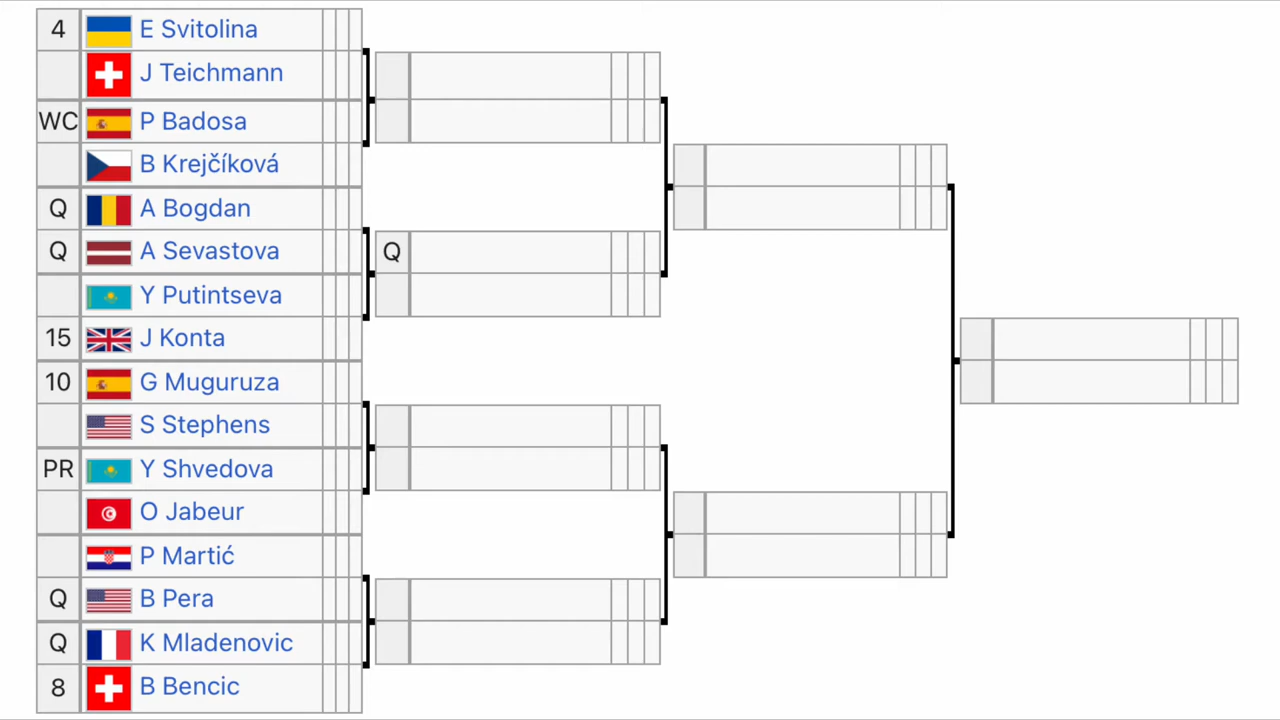 4 E Svitolina
J Teichmann
WC P Badosa
B Krejčíková
Q A Bogdan
Q A Sevastova
Q
Y Putintseva
15 J Konta
10 G Muguruza
S Stephens
PR Y Shvedova
O Jabeur
P Martić
Q B Pera
Q K Mladenovic
8 B Bencic